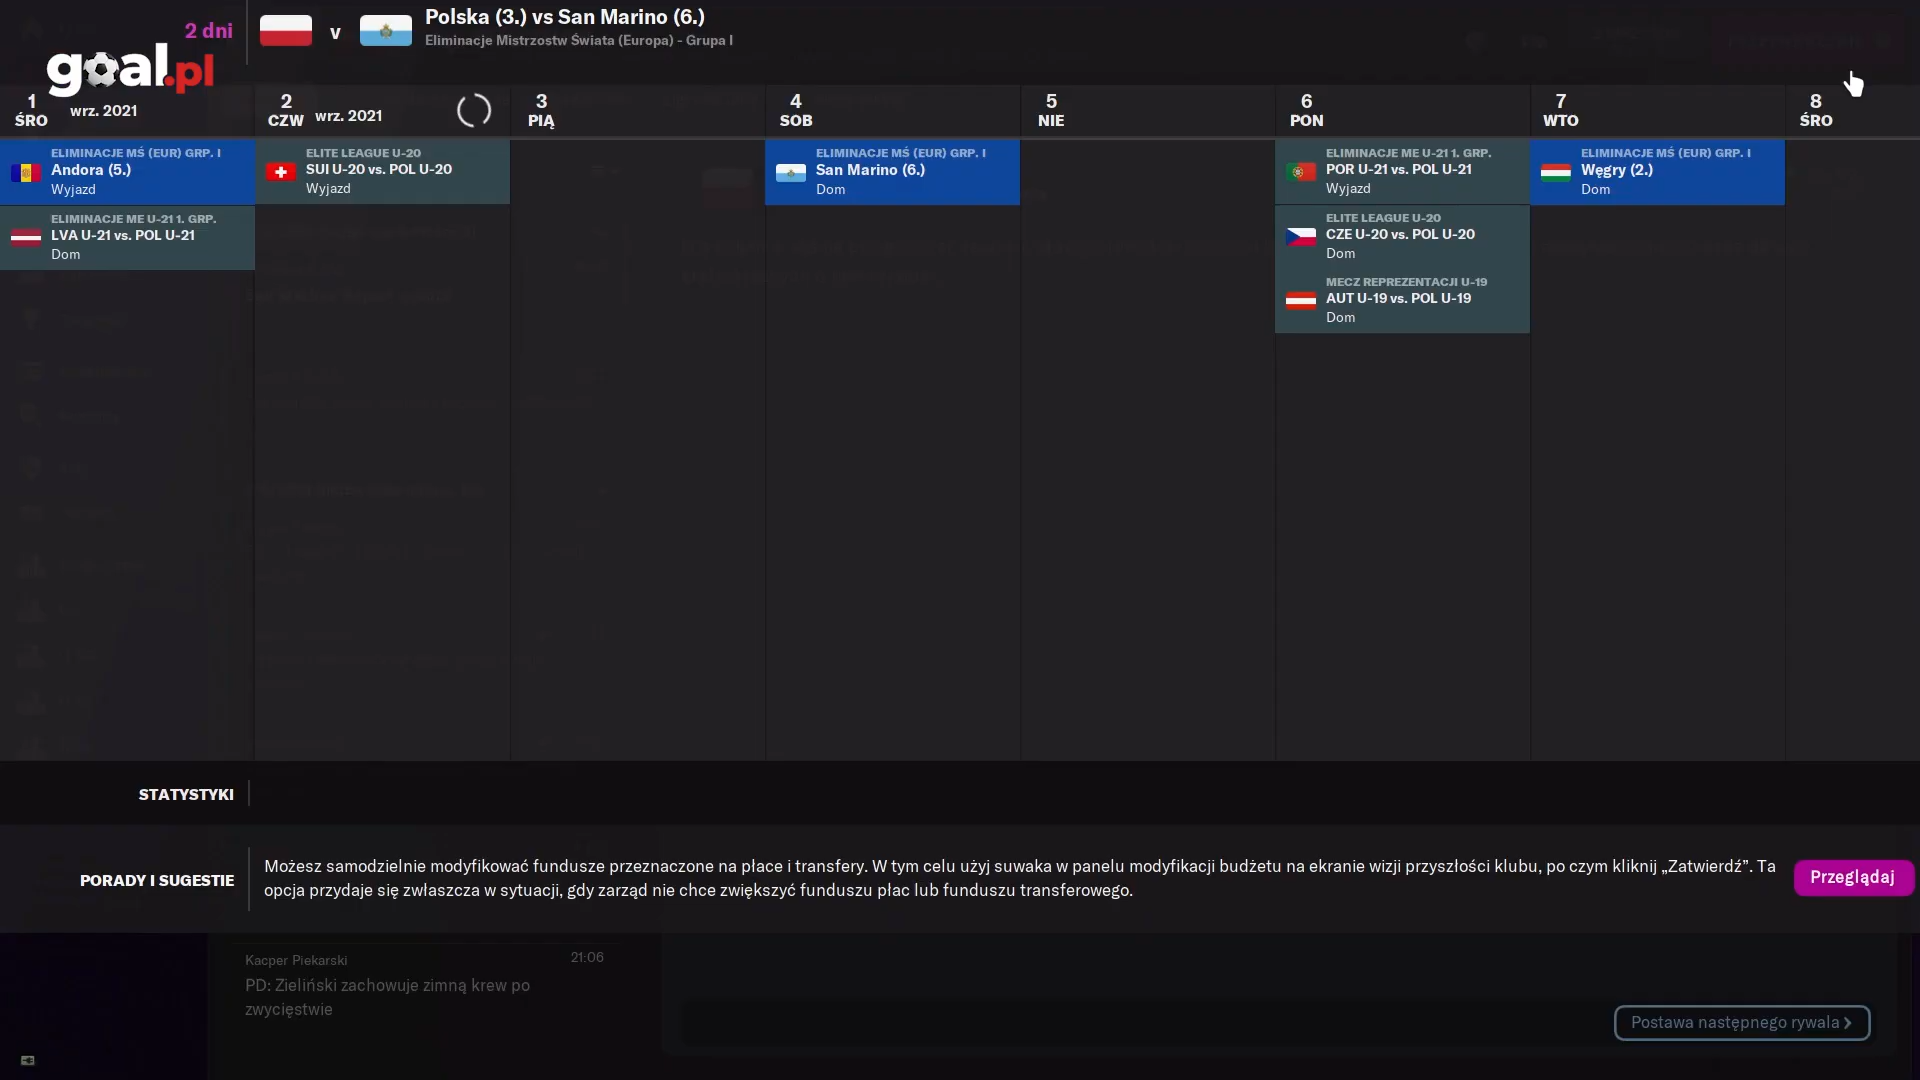 2 dni
Polska (3.) vs San Marino (6.)
v
Eliminacje Mistrzostw Świata (Europa) - Grupa I
goal.pl
1
ŚRO
wrz. 2021
2
CZW
wrz. 2021
3
PIĄ
4
SOB
5
NIE
6
PON
7
WTO
8
ŚRO
ELIMINACJE MŚ (EUR) GRP. I
Andora (5.)
Wyjazd
ELIMINACJE ME U-21 1. GRP.
LVA U-21 vs. POL U-21
Dom
ELITE LEAGUE U-20
SUI U-20 vs. POL U-20
Wyjazd
ELIMINACJE MŚ (EUR) GRP. I
San Marino (6.)
Dom
ELIMINACJE ME U-21 1. GRP.
POR U-21 vs. POL U-21
Wyjazd
ELITE LEAGUE U-20
CZE U-20 vs. POL U-20
Dom
MECZ REPREZENTACJI U-19
AUT U-19 vs. POL U-19
Dom
ELIMINACJE MŚ (EUR) GRP. I
Węgry (2.)
Dom
STATYSTYKI
PORADY I SUGESTIE
Możesz samodzielnie modyfikować fundusze przeznaczone na płace i transfery. W tym celu użyj suwaka w panelu modyfikacji budżetu na ekranie wizji przyszłości klubu, po czym kliknij „Zatwierdź”. Ta
opcja przydaje się zwłaszcza w sytuacji, gdy zarząd nie chce zwiększyć funduszu płac lub funduszu transferowego.
Przeglądaj
Kacper Piekarski
21:06
PD: Zieliński zachowuje zimną krew po
zwycięstwie
Postawa następnego rywala